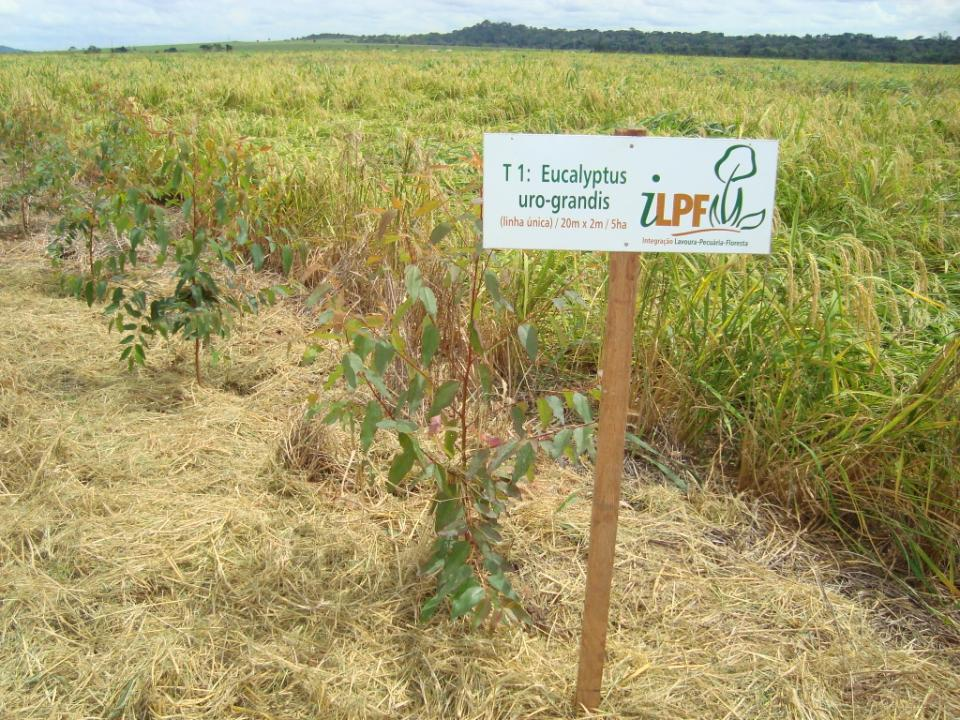 T 1: Eucalyptus
uro-grandis
(linha única) / 20m x 2m / 5ha
iLPF
Integração Lavoura-Pecuária-Floresta